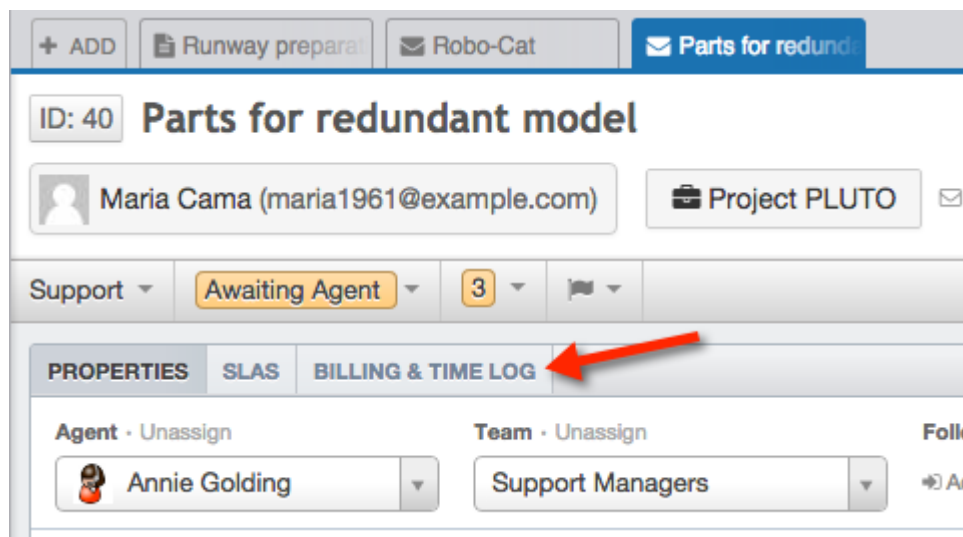 + ADD Runway preparat Robo-Cat Parts for redunda
ID: 40 Parts for redundant model
Maria Cama (maria1961@example.com) Project PLUTO
Support Awaiting Agent 3
PROPERTIES SLAS BILLING & TIME LOG
Agent · Unassign Team · Unassign Foll
Annie Golding Support Managers